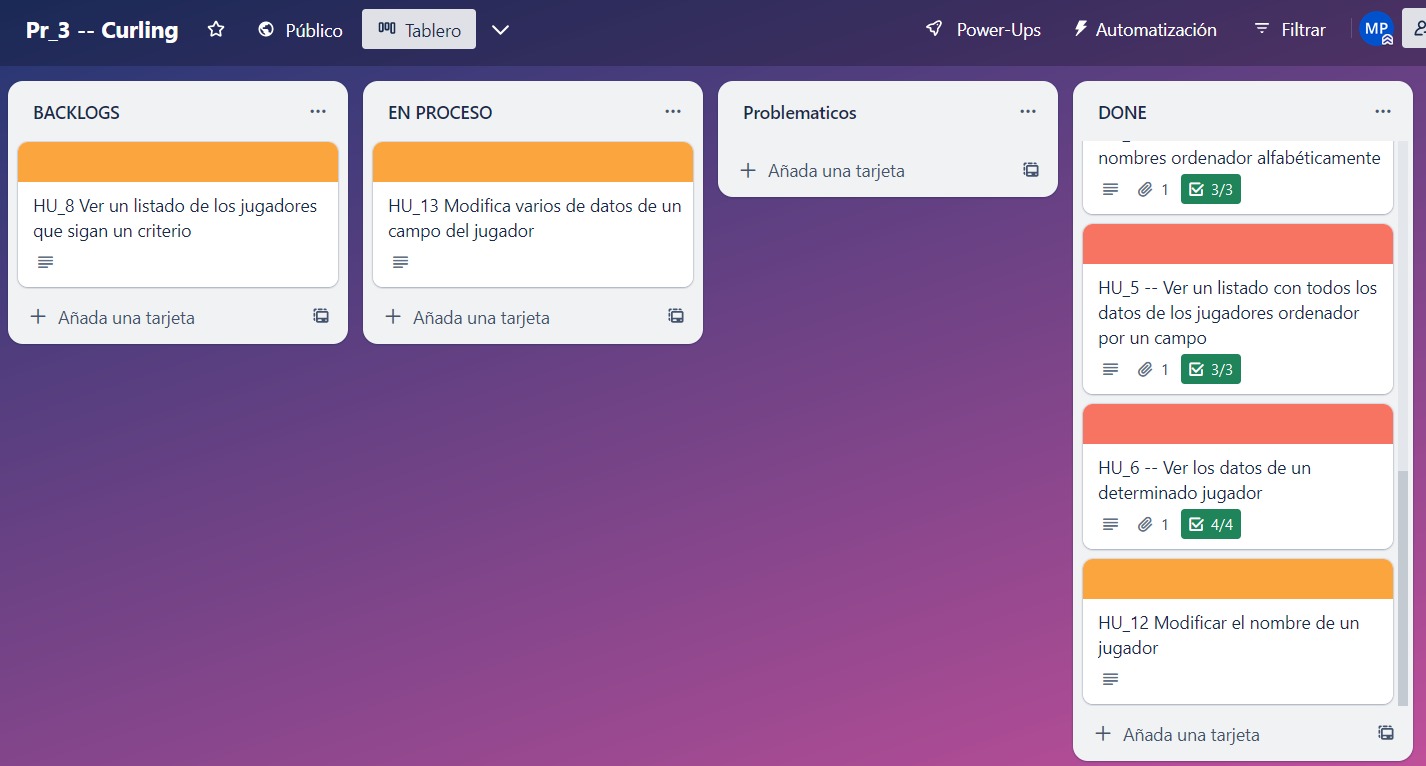 Pr_3 -- Curling
Público
Tablero
Power-Ups
Automatización
Filtrar
MP
BACKLOGS
HU_8 Ver un listado de los jugadores
que sigan un criterio
Añada una tarjeta
EN PROCESO
HU_13 Modifica varios de datos de un
campo del jugador
Añada una tarjeta
Problematicos
Añada una tarjeta
DONE
nombres ordenador alfabéticamente
1
3/3
HU_5 -- Ver un listado con todos los
datos de los jugadores ordenador
por un campo
1
3/3
HU_6 -- Ver los datos de un
determinado jugador
1
4/4
HU_12 Modificar el nombre de un
jugador
Añada una tarjeta